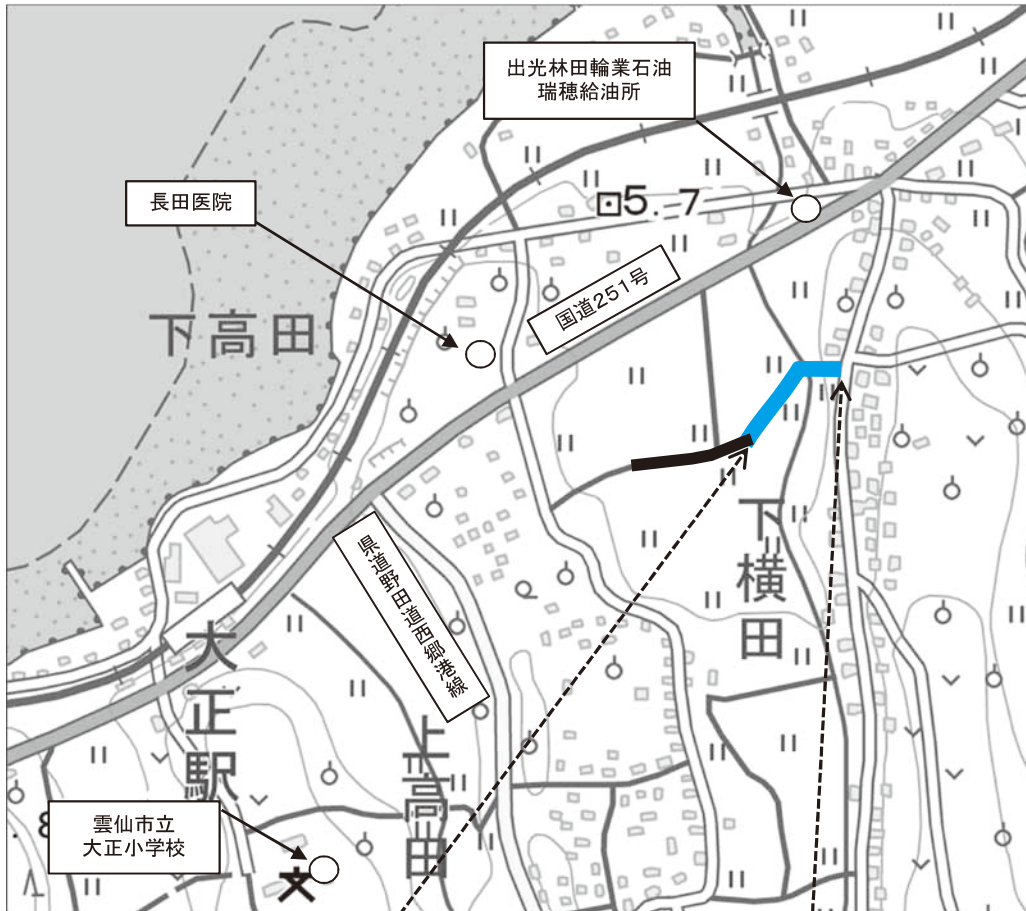 出光林田輪業石油
瑞穂給油所
長田医院
5.7
国道251号
下高田
下横田
県道野田道西郷港線
大正駅
上高田
雲仙市立
大正小学校